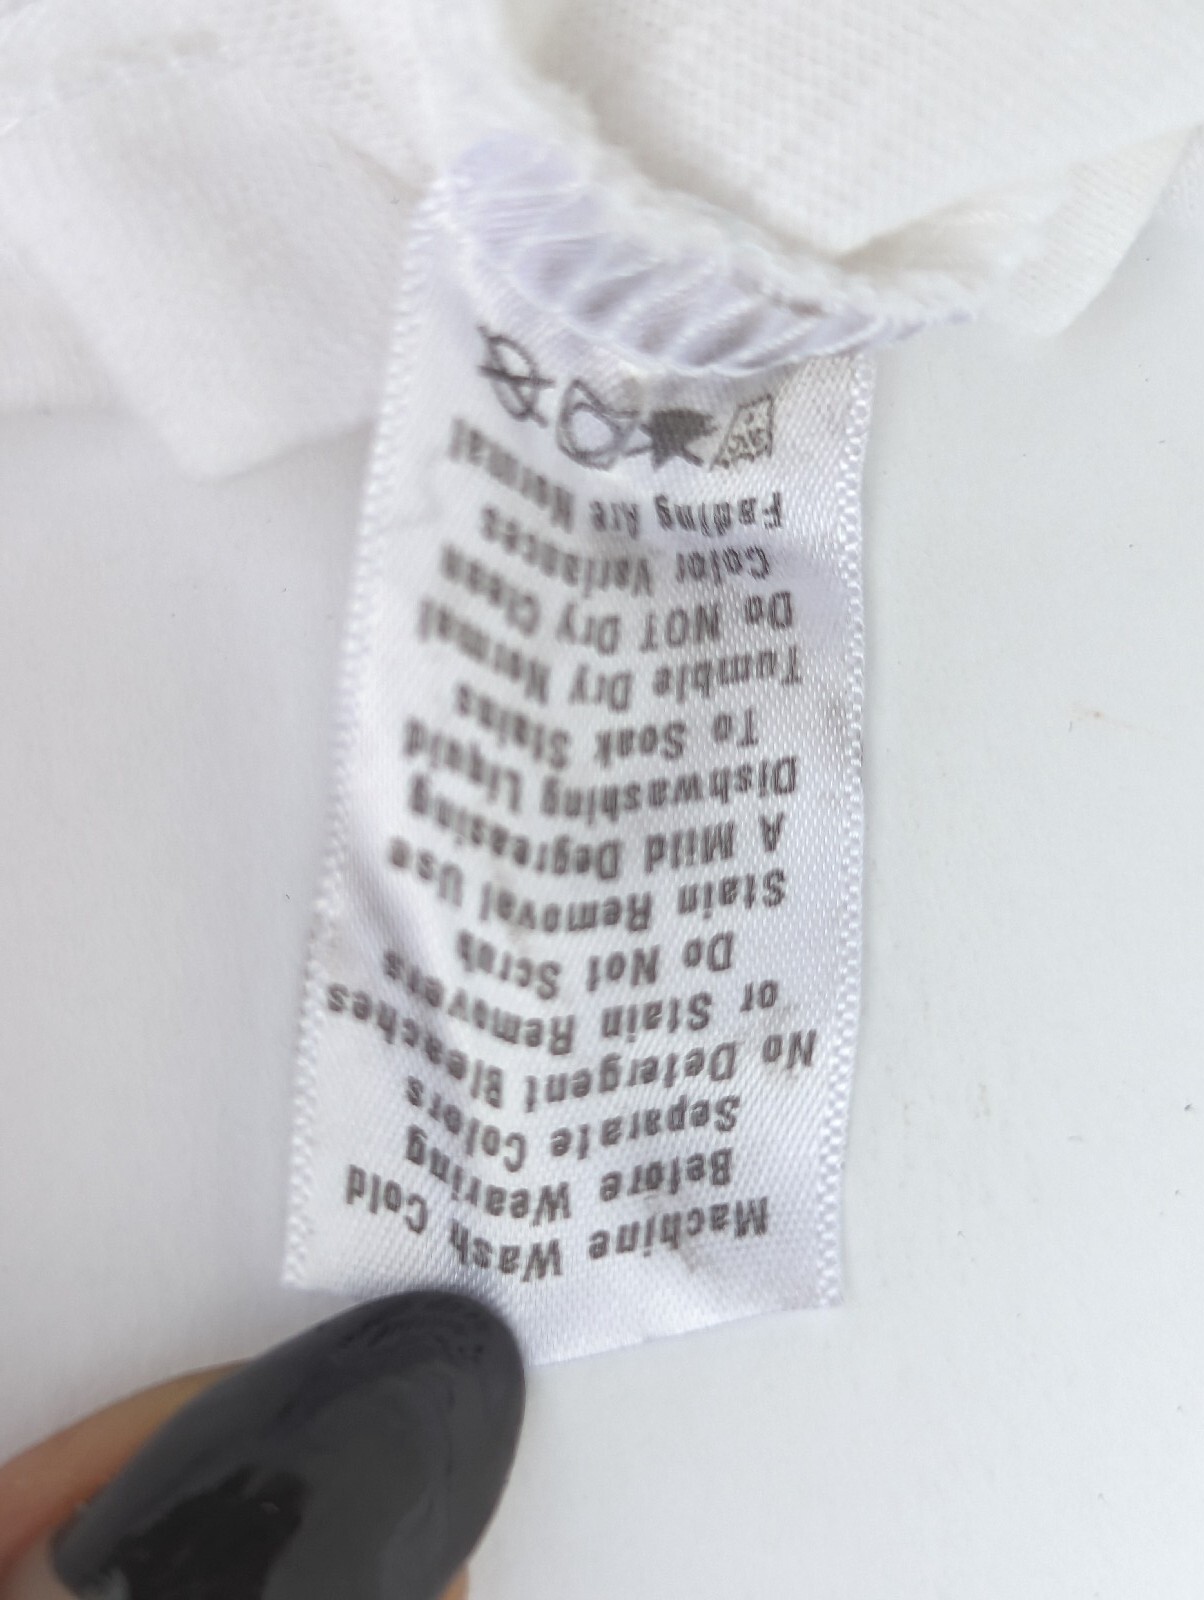 Machine Wash Cold
Before Wearing
Separate Colors
No Detergent Bleaches
or Stain Removers
Do Not Scrub
Stain Removal Use
A Mild Degreasing
Dishwashing Liquid
To Soak Stains
Tumble Dry Normal
Do NOT Dry Clean
Color Variances
Fading Are Normal